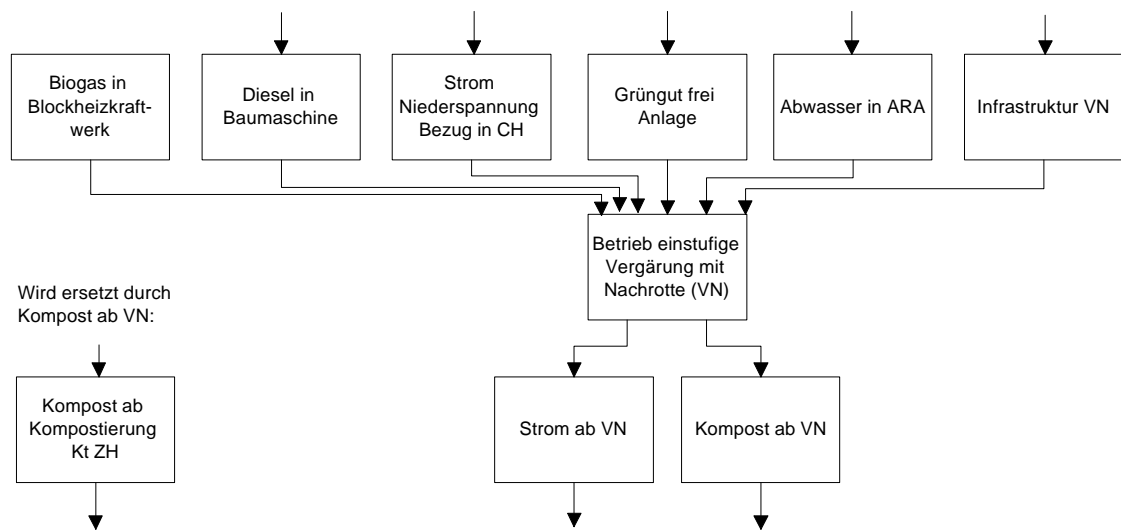 Biogas in
Blockheizkraft-
werk
Diesel in
Baumaschine
Strom
Niederspannung
Bezug in CH
Grüngut frei
Anlage
Abwasser in ARA
Infrastruktur VN
Betrieb einstufige
Vergärung mit
Nachrotte (VN)
Wird ersetzt durch
Kompost ab VN:
Kompost ab
Kompostierung
Kt ZH
Strom ab VN
Kompost ab VN